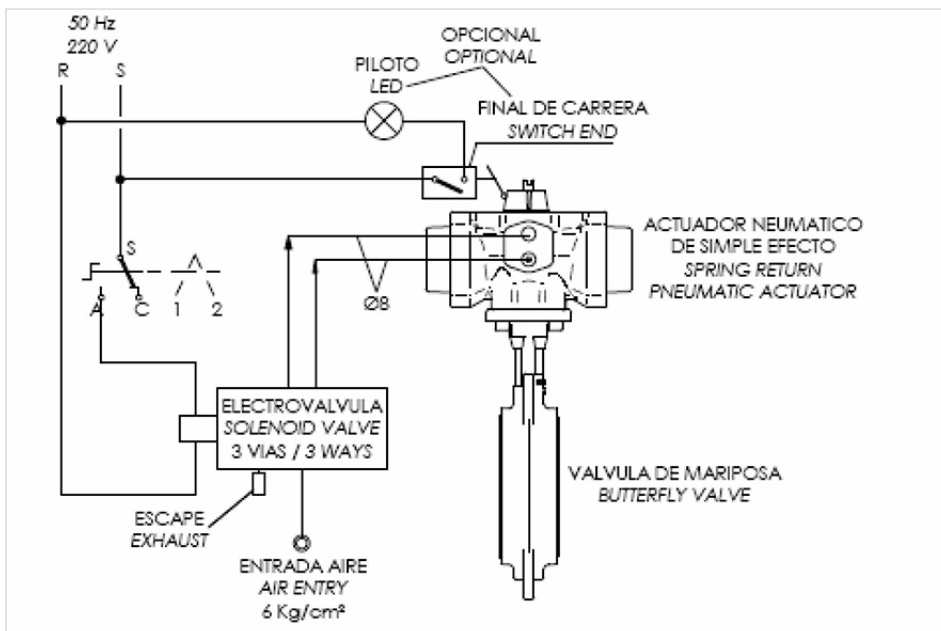 50 Hz
220 V
R S
OPCIONAL
OPTIONAL
PILOTO
LED
FINAL DE CARRERA
SWITCH END
ACTUADOR NEUMATICO
DE SIMPLE EFECTO
SPRING RETURN
PNEUMATIC ACTUATOR
S
A C 1 2
Ø8
ELECTROVALVULA
SOLENOID VALVE
3 VIAS / 3 WAYS
VALVULA DE MARIPOSA
BUTTERFLY VALVE
ESCAPE
EXHAUST
ENTRADA AIRE
AIR ENTRY
6 Kg/cm²